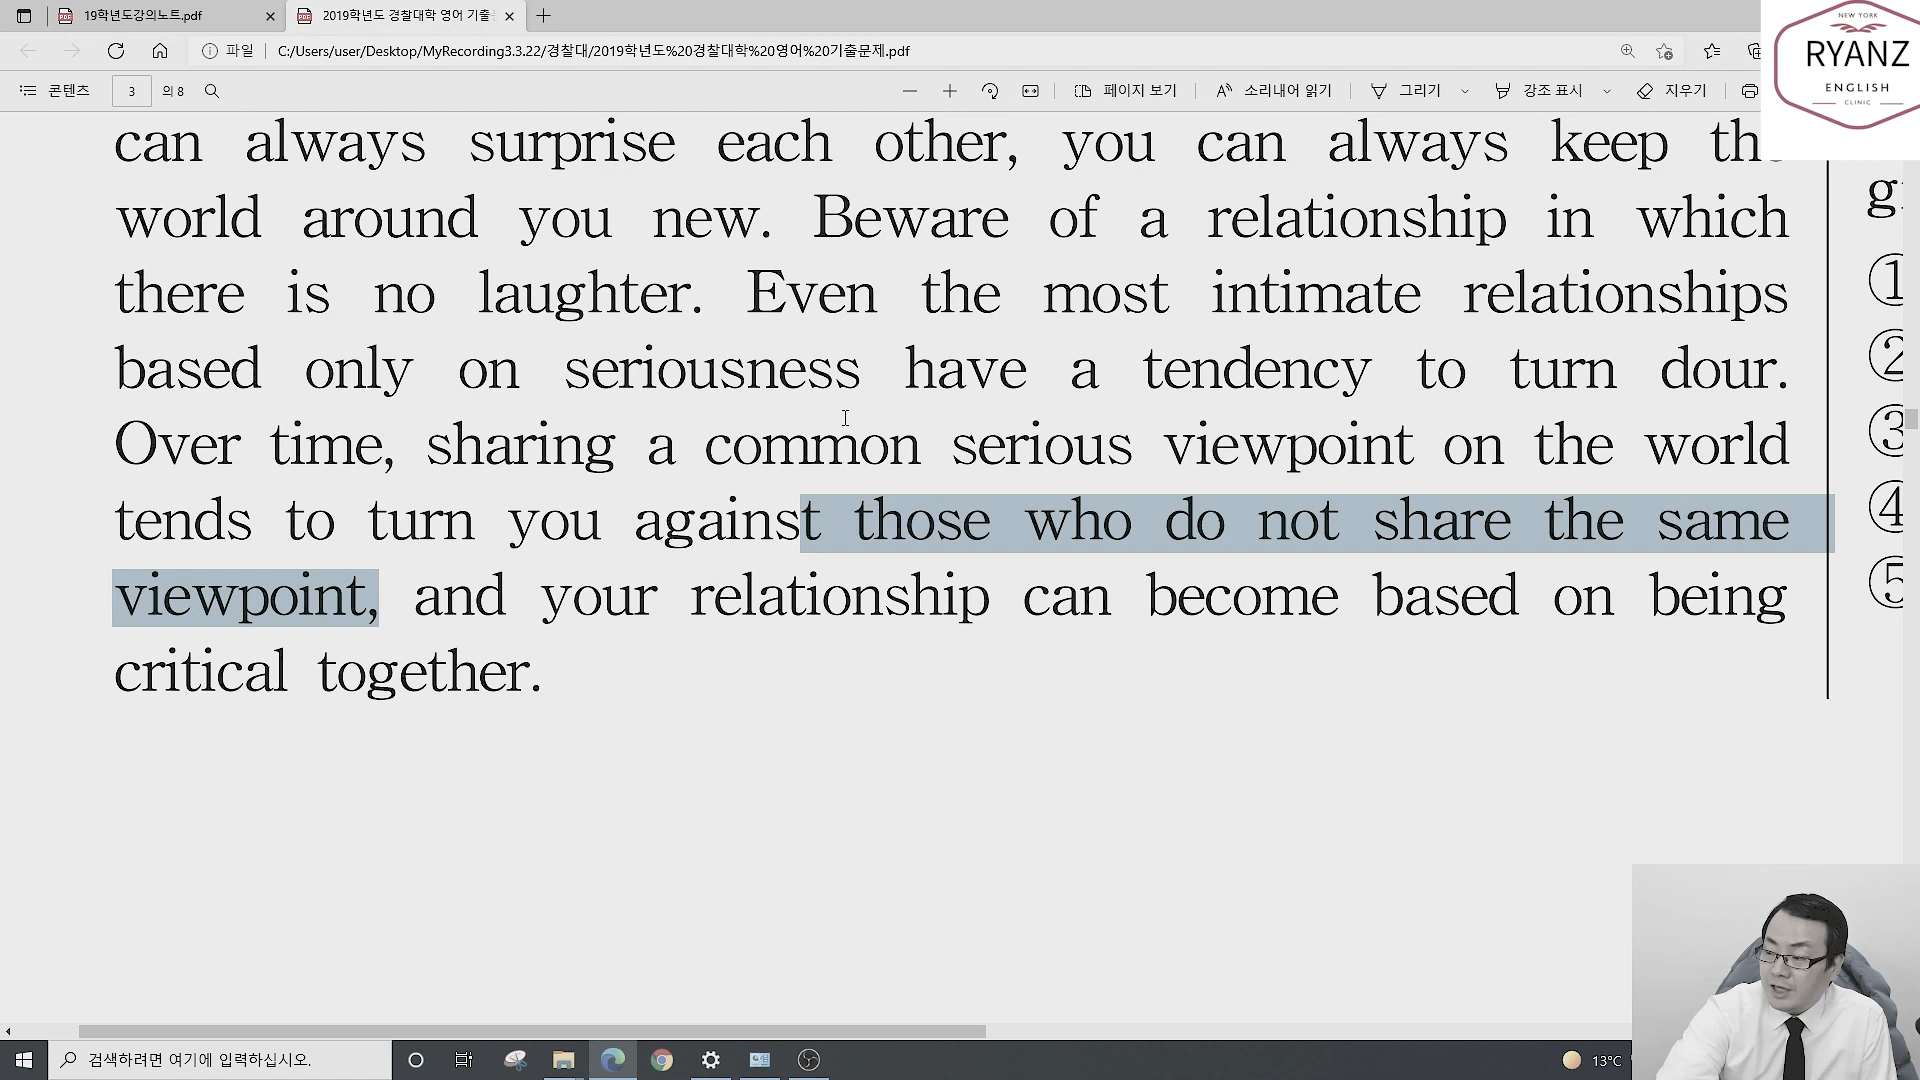 19학년도강의노트.pdf
2019학년도 경찰대학 영어 기출
파일
C:/Users/user/Desktop/MyRecording3.3.22/경찰대/2019학년도%20경찰대학%20영어%20기출문제.pdf
콘텐츠
3
의 8
페이지 보기
소리내어 읽기
그리기
강조 표시
지우기
NEW YORK
RYANZ
ENGLISH
CLINIC
can always surprise each other, you can always keep the
world around you new. Beware of a relationship in which
there is no laughter. Even the most intimate relationships
based only on seriousness have a tendency to turn dour.
Over time, sharing a common serious viewpoint on the world
tends to turn you against those who do not share the same
viewpoint, and your relationship can become based on being
critical together.
①
②
③
④
⑤
검색하려면 여기에 입력하십시오.
13°C